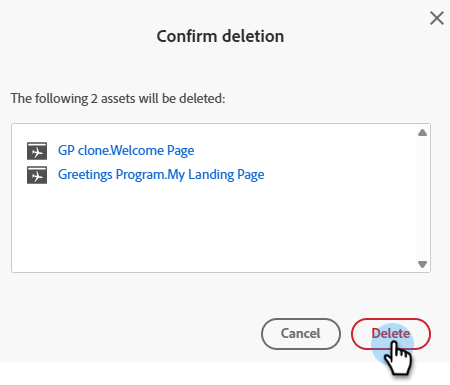 Confirm deletion
The following 2 assets will be deleted:
GP clone.Welcome Page
Greetings Program.My Landing Page
Cancel
Delete